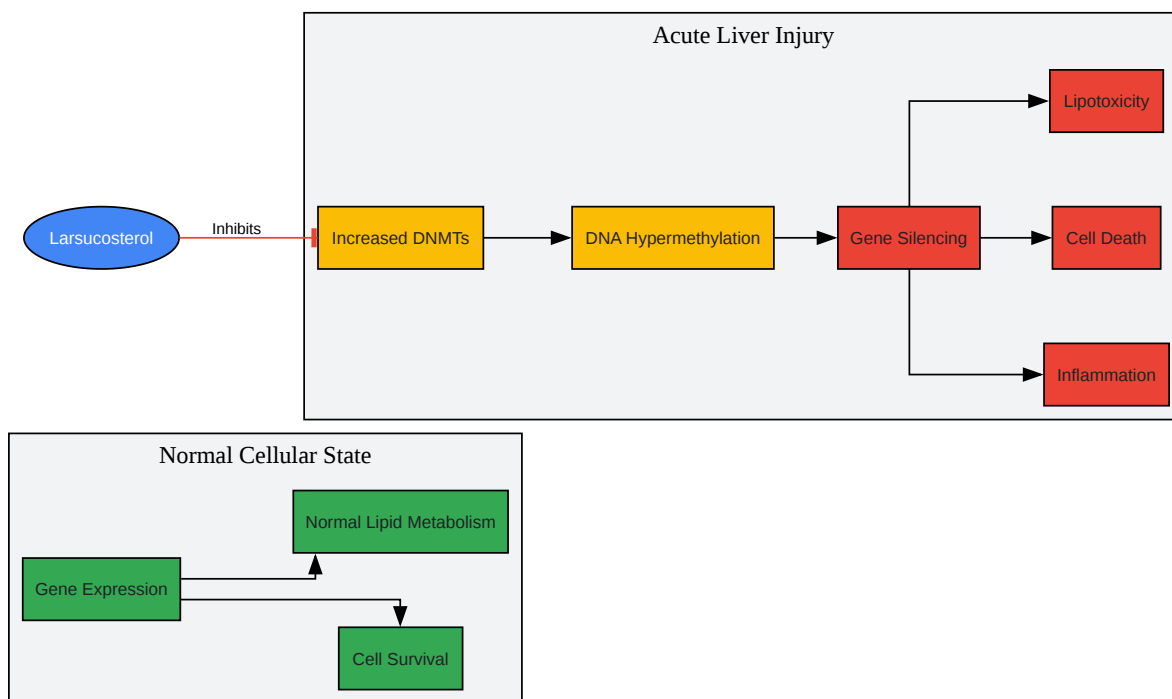 Acute Liver Injury
Lipotoxicity
Larsucosterol
Inhibits
Increased DNMTs
DNA Hypermethylation
Gene Silencing
Cell Death
Inflammation
Normal Cellular State
Normal Lipid Metabolism
Gene Expression
Cell Survival